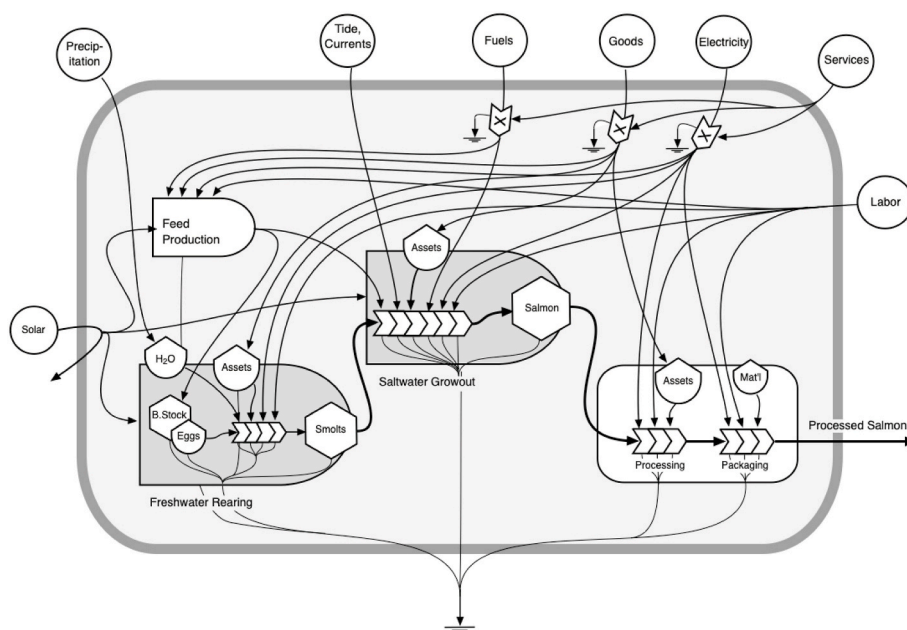 Precip-
itation
Tide,
Currents
Fuels
Goods
Electricity
Services
X
X
X
Feed
Production
Labor
Assets
Solar
Salmon
H2O
Assets
Saltwater Growout
Assets
Mat'l
B.Stock
Eggs
Smolts
Processed Salmon
Processing
Packaging
Freshwater Rearing